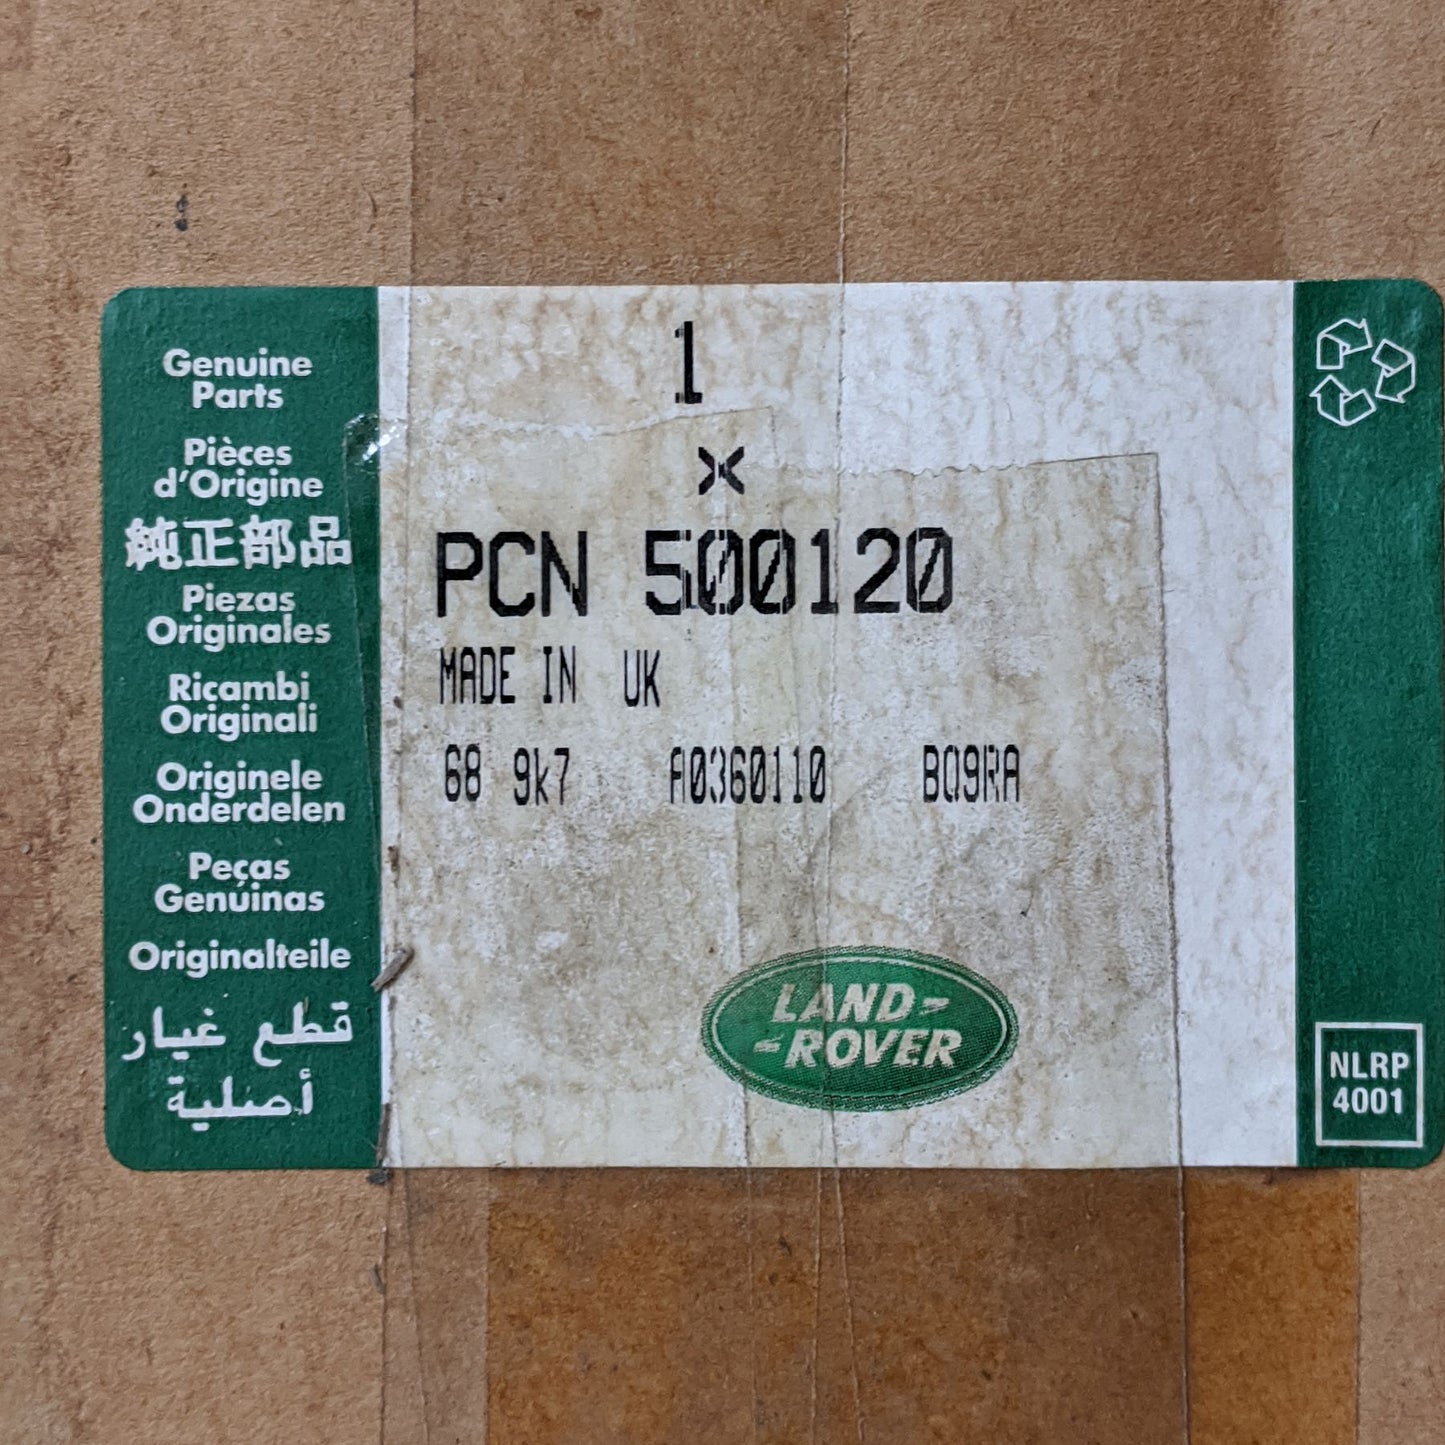 Genuine
Parts
Pièces
d'Origine
純正部品
Piezas
Originales
Ricambi
Originali
Originele
Onderdelen
Peças
Genuínas
Originalteile
قطع غيار
أصلية
1
x
PCN 500120
MADE IN UK
68 9k7 A0360110 BQ9RA
LAND-
-ROVER
NLRP
4001